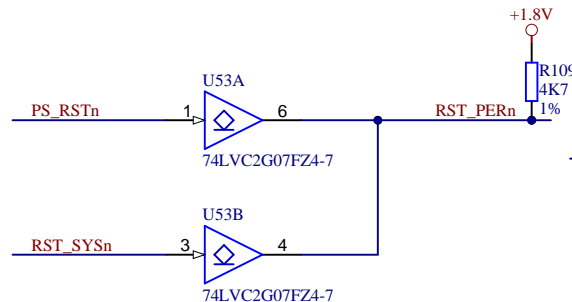 +1.8V
U53A
R109
4K7
1%
PS_RSTn 1 6 RST_PERn
74LVC2G07FZ4-7
U53B
RST_SYSn 3 4
74LVC2G07FZ4-7